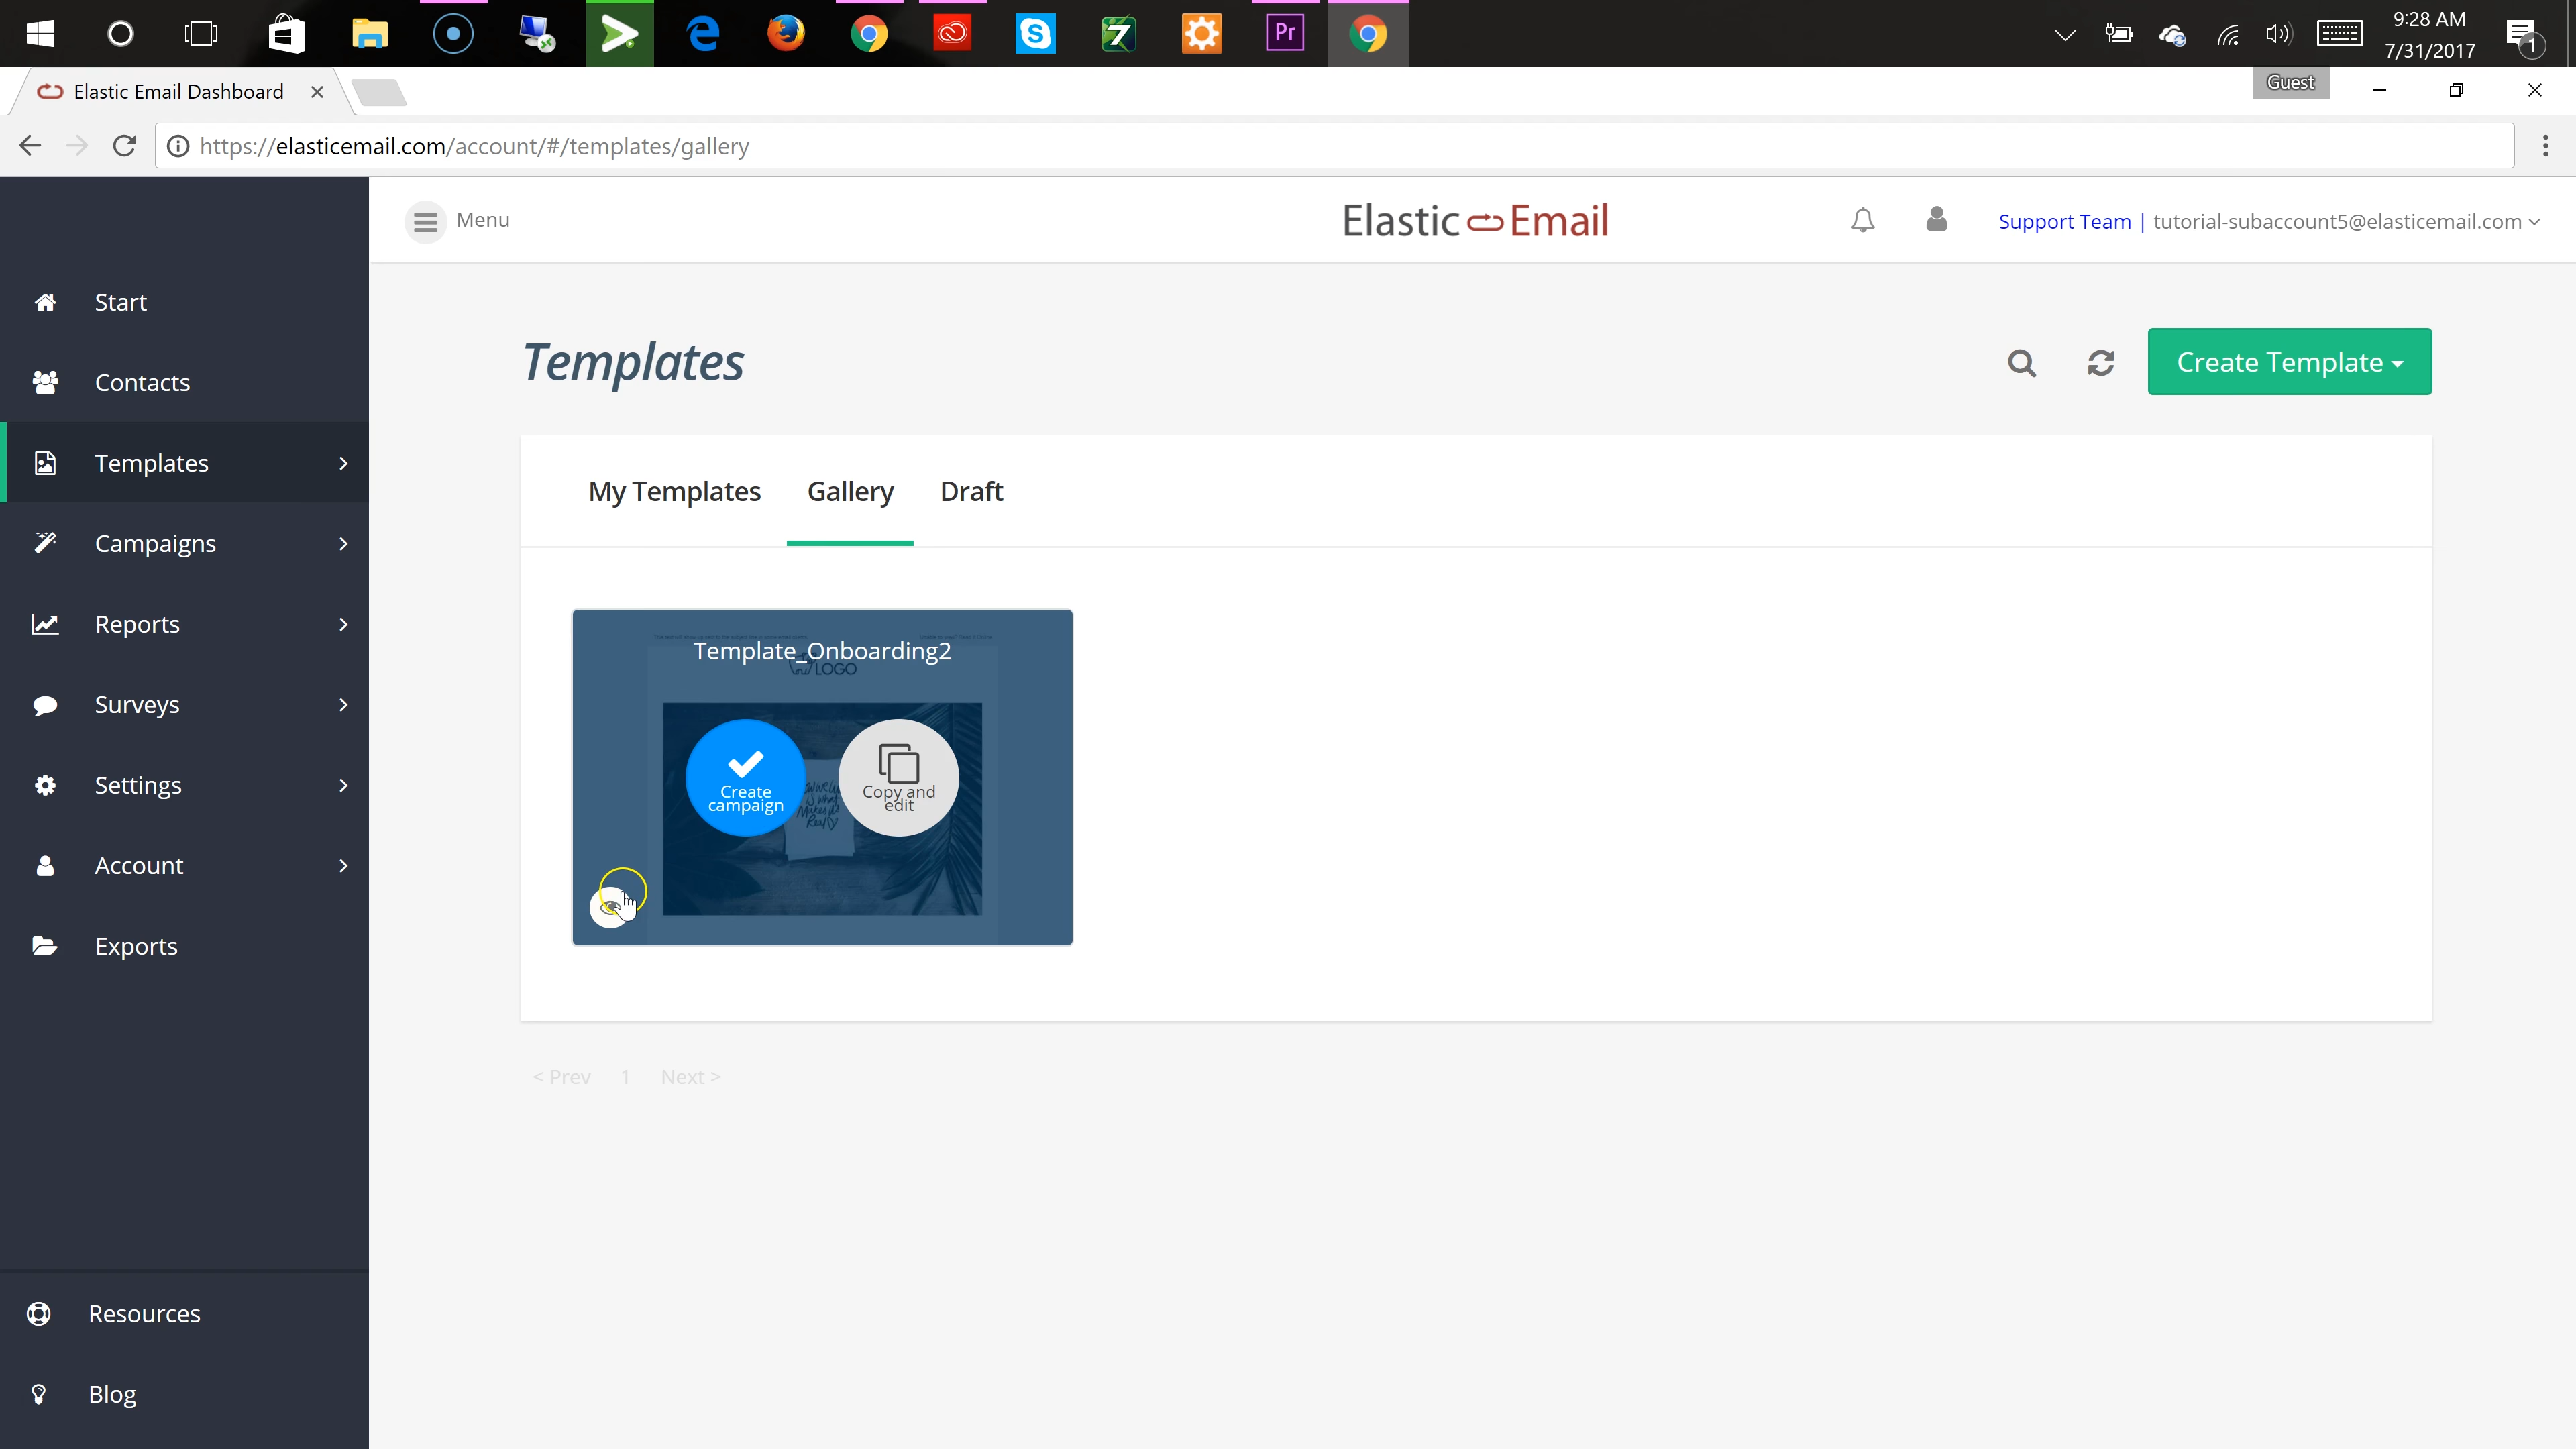 9:28 AM
7/31/2017
1
Pr
Elastic Email Dashboard
Guest
https://elasticemail.com/account/#/templates/gallery
Menu
Elastic Email
Support Team | tutorial-subaccount5@elasticemail.com
Start
Contacts
Templates
Campaigns
Reports
Surveys
Settings
Account
Exports
Resources
Blog
Templates
Create Template
My Templates
Gallery
Draft
Template_Onboarding2
LOGO
Create
campaign
Copy and
edit
< Prev 1 Next >